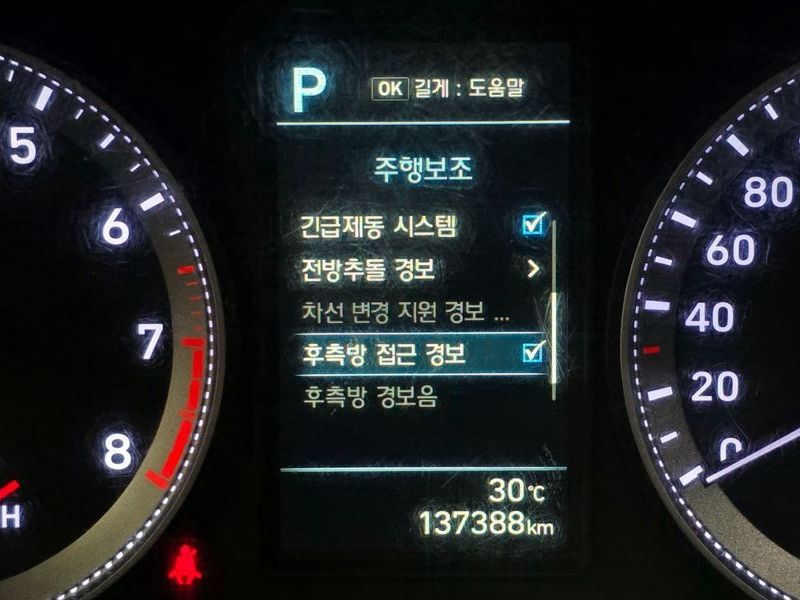 P
OK 길게 : 도움말
주행보조
긴급제동 시스템
전방추돌 경보
차선 변경 지원 경보 ...
후측방 접근 경보
후측방 경보음
30℃
137388km
5
6
7
8
H
80
60
40
20
0